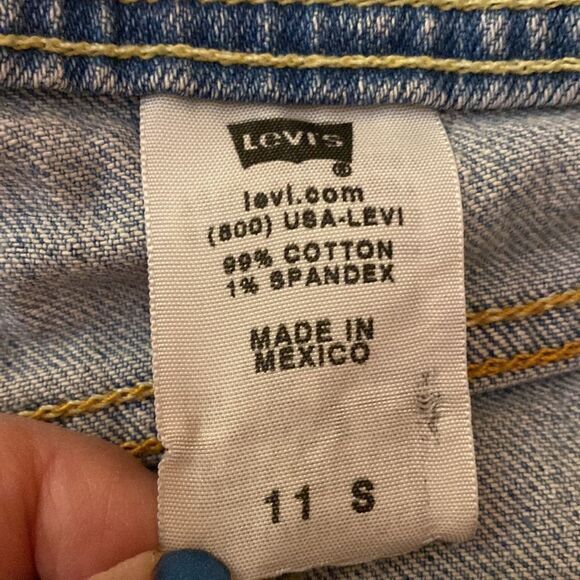 Levi's
®
levi.com
(800) USA-LEVI
99% COTTON
1% SPANDEX
MADE IN
MEXICO
11 S